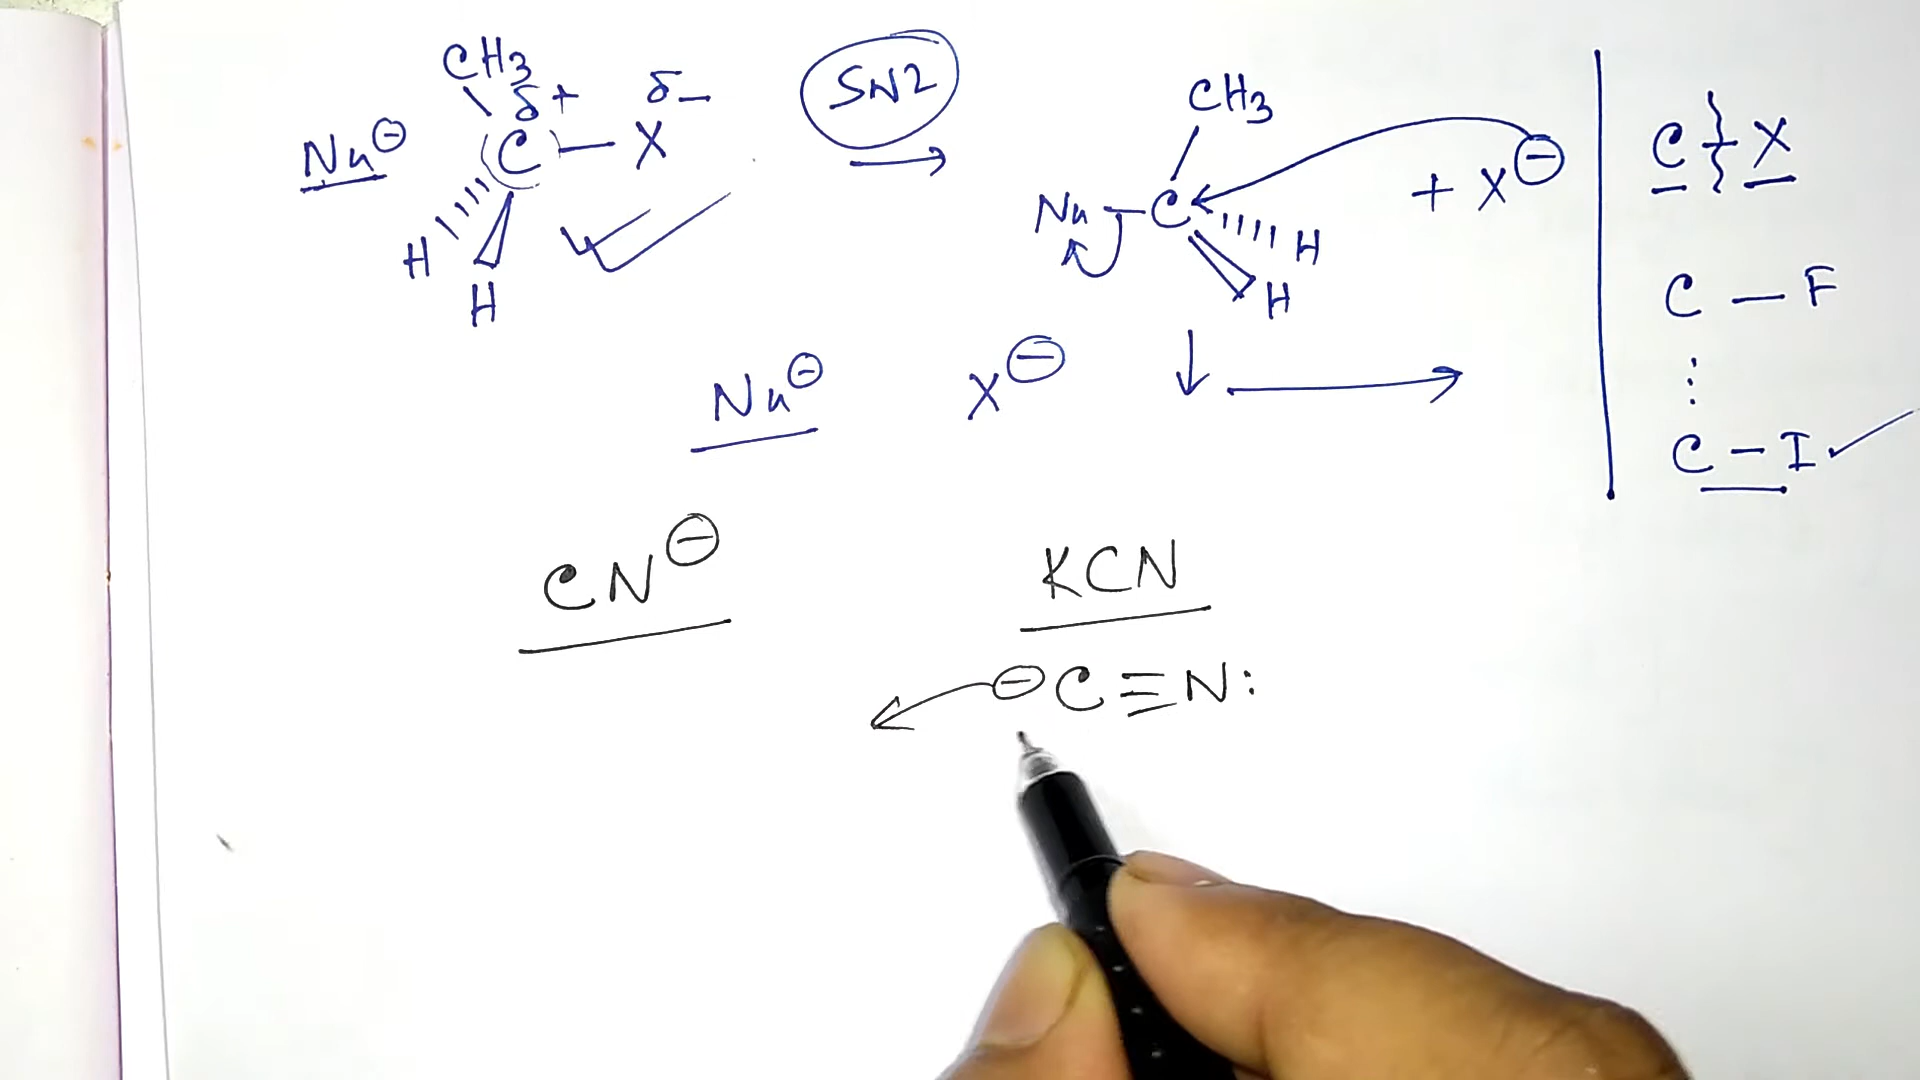 CH3
Nu⊖ δ+ C — X δ−
H
H
SN2 →
CH3
Nu — C + X⊖
H
H
Nu⊖ X⊖ ↓ →
C − X
C — F
⋮
C − I ✓
CN⊖ KCN
⊖C≡N: